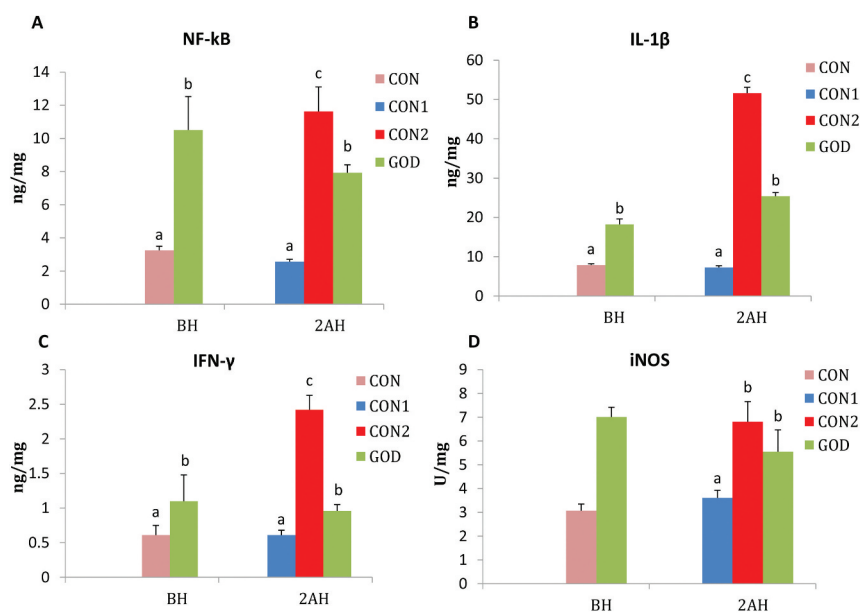 A
NF-kB
14
12
10
8
6
4
2
0
ng/mg
b
a
c
a
b
BH
2AH
CON
CON1
CON2
GOD
B
IL-1β
60
50
40
30
20
10
0
ng/mg
a
b
c
a
b
BH
2AH
CON
CON1
CON2
GOD
C
IFN-γ
3
2.5
2
1.5
1
0.5
0
ng/mg
a
b
c
a
b
BH
2AH
CON
CON1
CON2
GOD
D
iNOS
9
8
7
6
5
4
3
2
1
0
U/mg
a
b
b
BH
2AH
CON
CON1
CON2
GOD